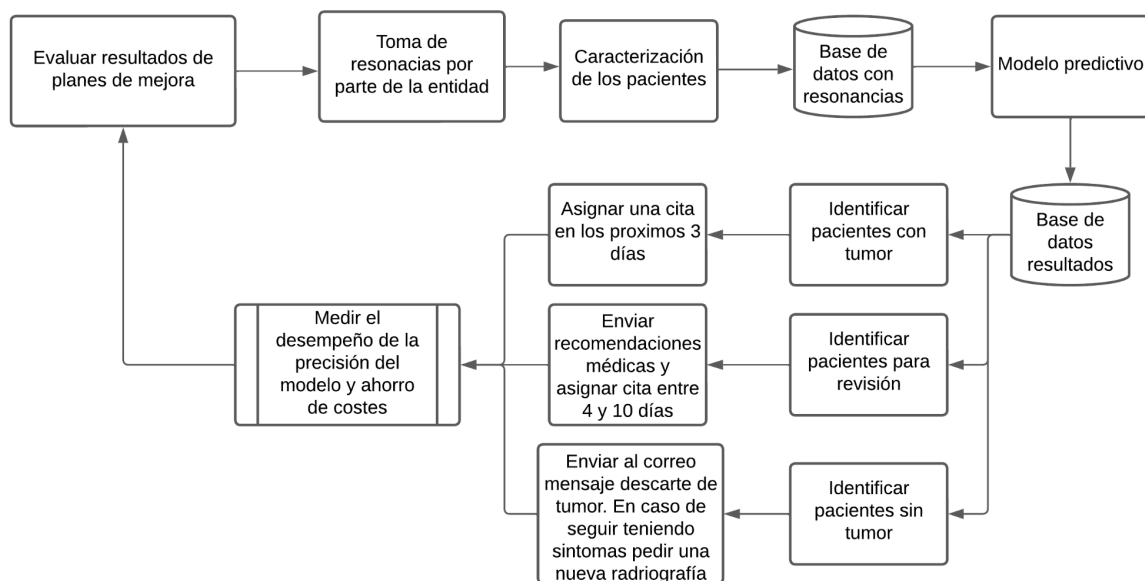 Evaluar resultados de
planes de mejora
Toma de
resonacias por
parte de la entidad
Caracterización
de los pacientes
Base de
datos con
resonancias
Modelo predictivo
Base de
datos
resultados
Identificar
pacientes con
tumor
Asignar una cita
en los proximos 3
días
Identificar
pacientes para
revisión
Enviar
recomendaciones
médicas y
asignar cita entre
4 y 10 días
Medir el
desempeño de la
precisión del
modelo y ahorro
de costes
Identificar
pacientes sin
tumor
Enviar al correo
mensaje descarte de
tumor. En caso de
seguir teniendo
sintomas pedir una
nueva radriografía